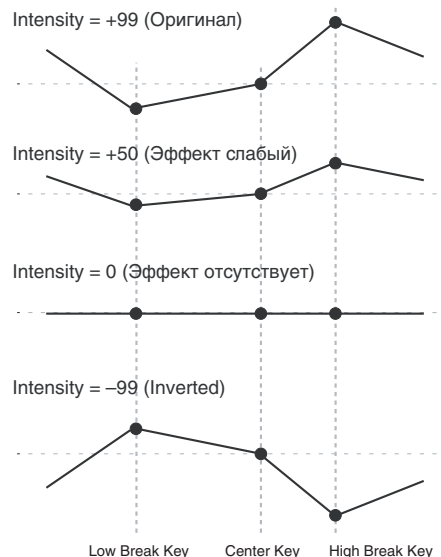 Intensity = +99 (Оригинал)
Intensity = +50 (Эффект слабый)
Intensity = 0 (Эффект отсутствует)
Intensity = –99 (Inverted)
Low Break Key Center Key High Break Key